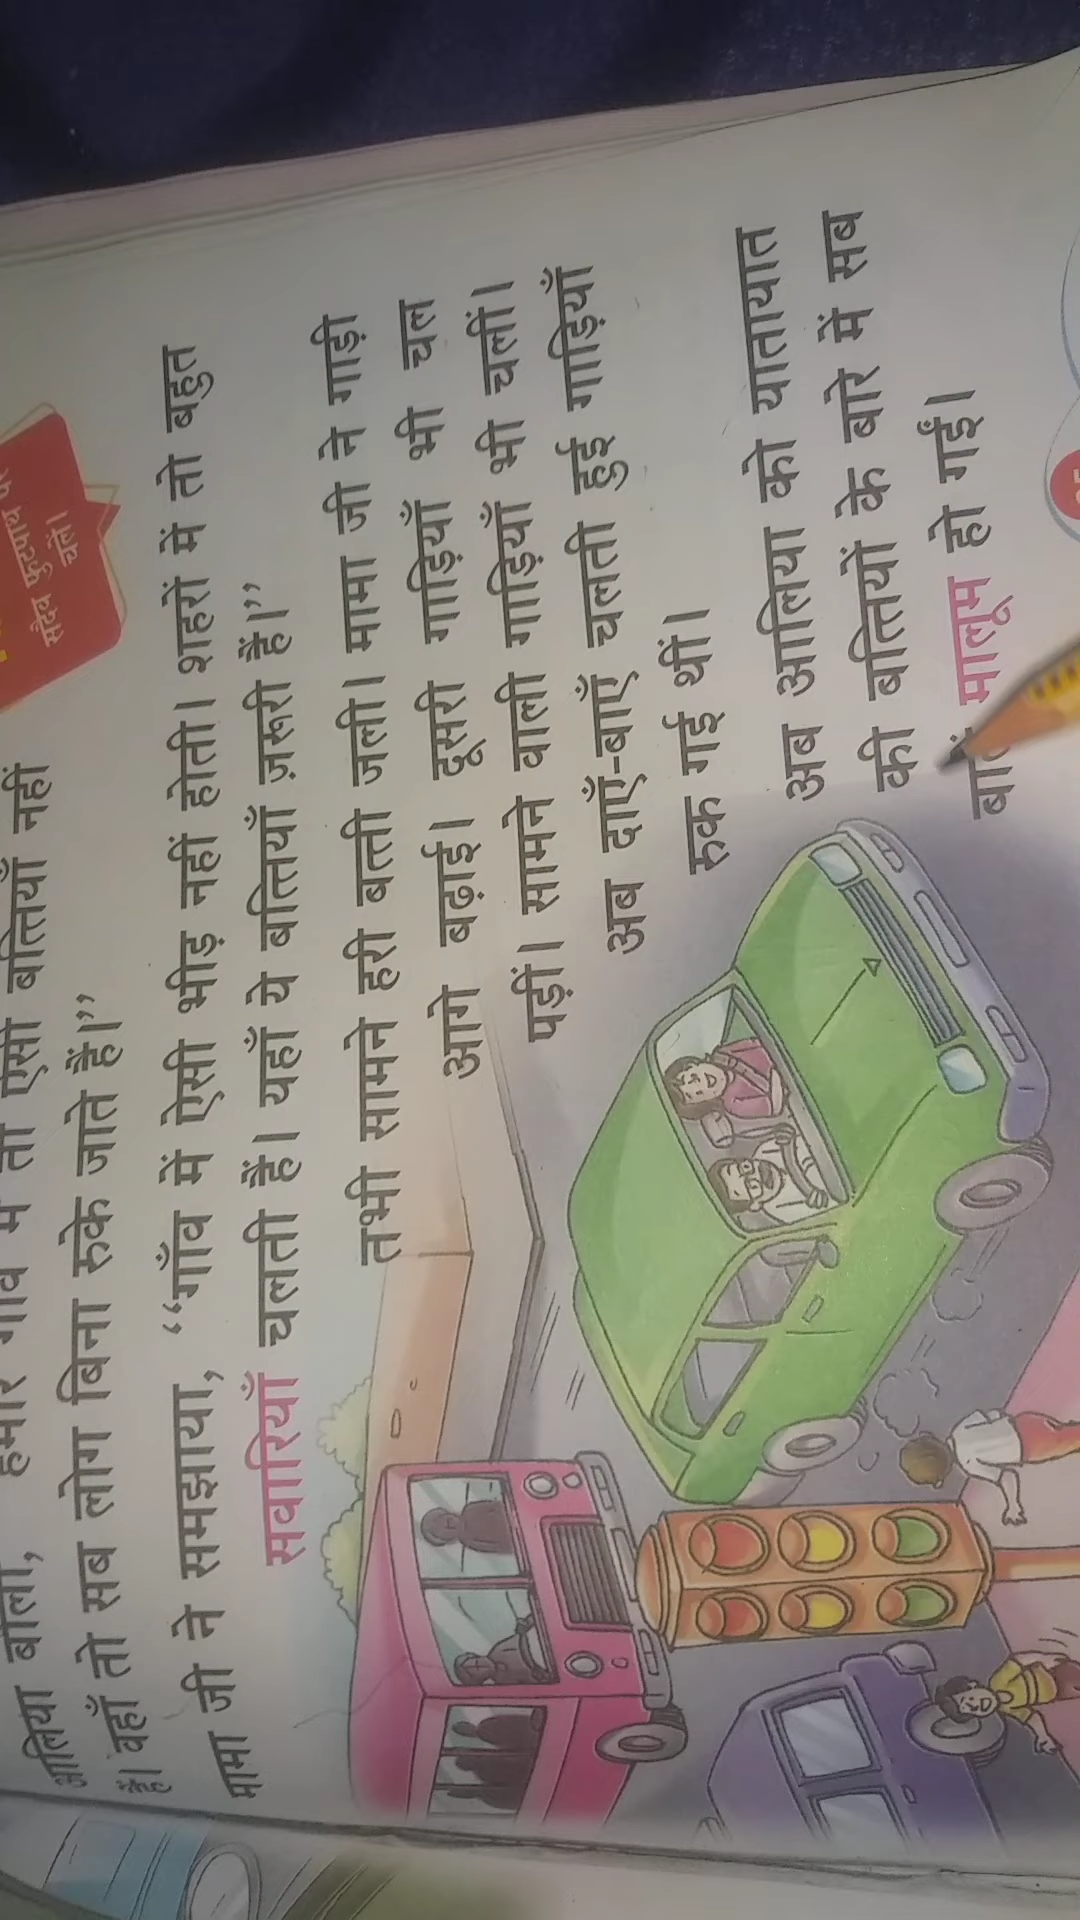 सदैव फुटपाथ पर
चलें।
आलिया बोली, हमारे गाँव में तो ऐसी बत्तियाँ नहीं
हैं। वहाँ तो सब लोग बिना रुके जाते हैं।”
मामा जी ने समझाया, “गाँव में ऐसी भीड़ नहीं होती। शहरों में तो बहुत
सवारियाँ चलती हैं। यहाँ ये बत्तियाँ ज़रूरी हैं।”
तभी सामने हरी बत्ती जली। मामा जी ने गाड़ी
आगे बढ़ाई। दूसरी गाड़ियाँ भी चल
पड़ीं। सामने वाली गाड़ियाँ भी चलीं।
अब दाएँ-बाएँ चलती हुई गाड़ियाँ
रुक गई थीं।
अब आलिया को यातायात
की बत्तियों के बारे में सब
मालूम हो गईं।